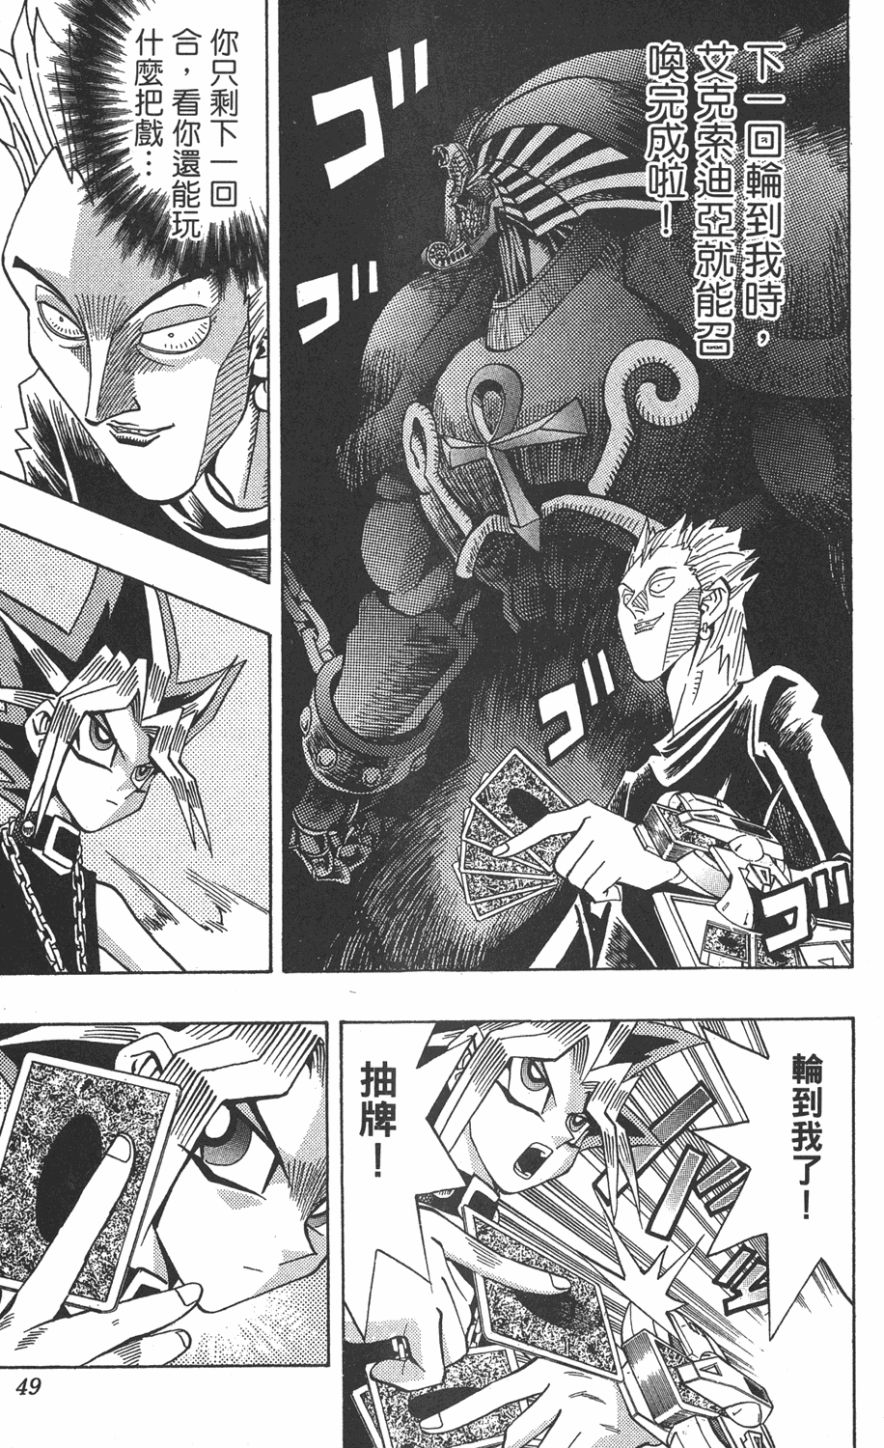 下一回輪到我時，
艾克索迪亞就能召
喚完成啦！
ゴ
ゴ
ゴ
ゴ
你只剩下一回
合，看你還能玩
什麼把戲…
輪到我了！
抽牌！
49